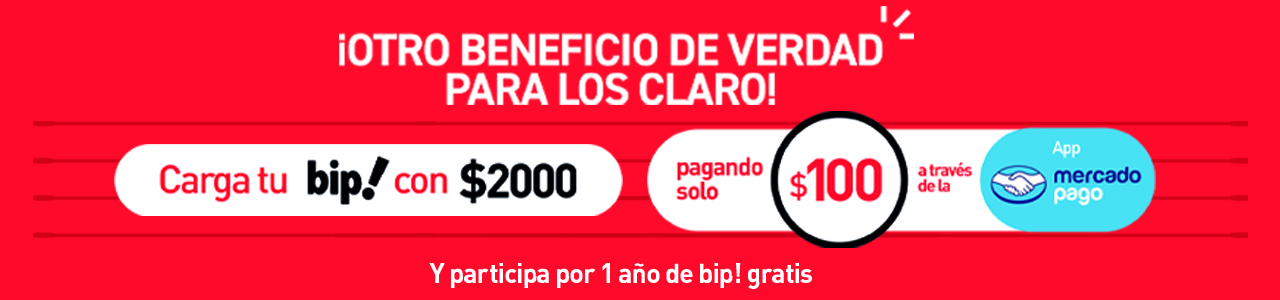 ¡OTRO BENEFICIO DE VERDAD
PARA LOS CLARO!
Carga tu bip! con $2000
pagando
solo
$100
a través
de la
App
mercado
pago
Y participa por 1 año de bip! gratis